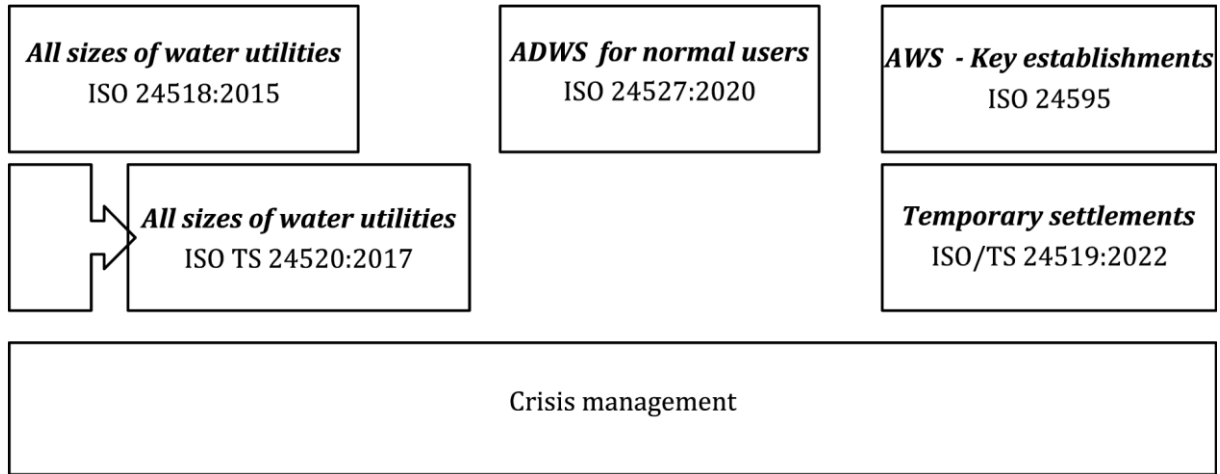 All sizes of water utilities
ISO 24518:2015
ADWS for normal users
ISO 24527:2020
AWS - Key establishments
ISO 24595
All sizes of water utilities
ISO TS 24520:2017
Temporary settlements
ISO/TS 24519:2022
Crisis management